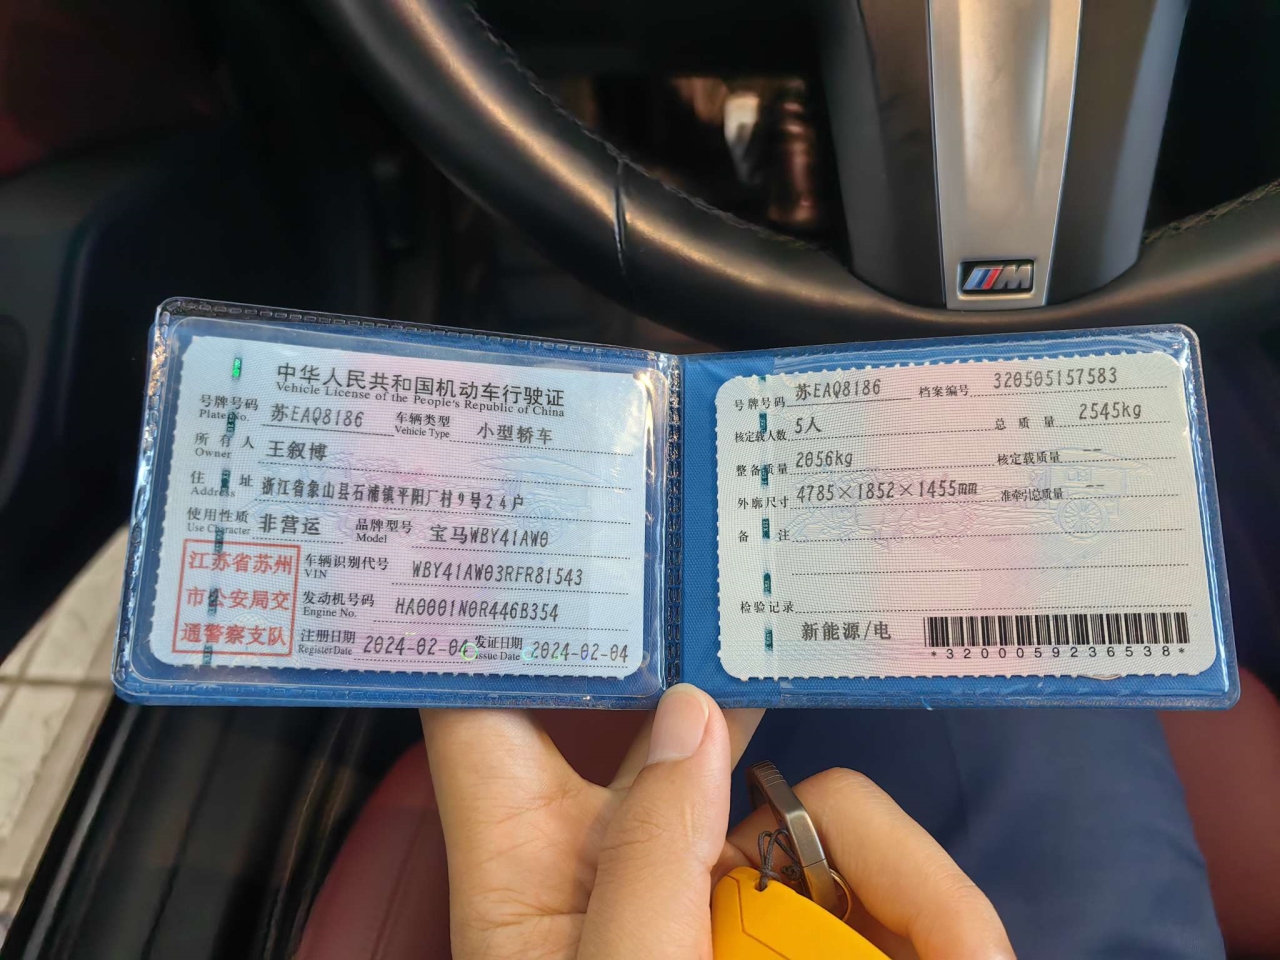 中华人民共和国机动车行驶证
Vehicle License of the People's Republic of China
号牌号码 苏EAQ8186 车辆类型 小型轿车
Plate No. Vehicle Type
所有人 王叙博
Owner
住址 浙江省象山县石浦镇平阳厂村9号24户
Address
使用性质 非营运 品牌型号 宝马WBY41AW0
Use Character Model
江苏省苏州
市公安局交
通警察支队
车辆识别代号 WBY41AW03RFR81543
VIN
发动机号码 HA0001N0R446B354
Engine No.
注册日期 2024-02-04 发证日期 2024-02-04
Register Date Issue Date
号牌号码 苏EAQ8186 档案编号 320505157583
核定载人数 5人 总质量 2545kg
整备质量 2056kg 核定载质量 --
外廓尺寸 4785×1852×1455mm 准牵引总质量 --
备注
检验记录
新能源/电
*3200059236538*
M